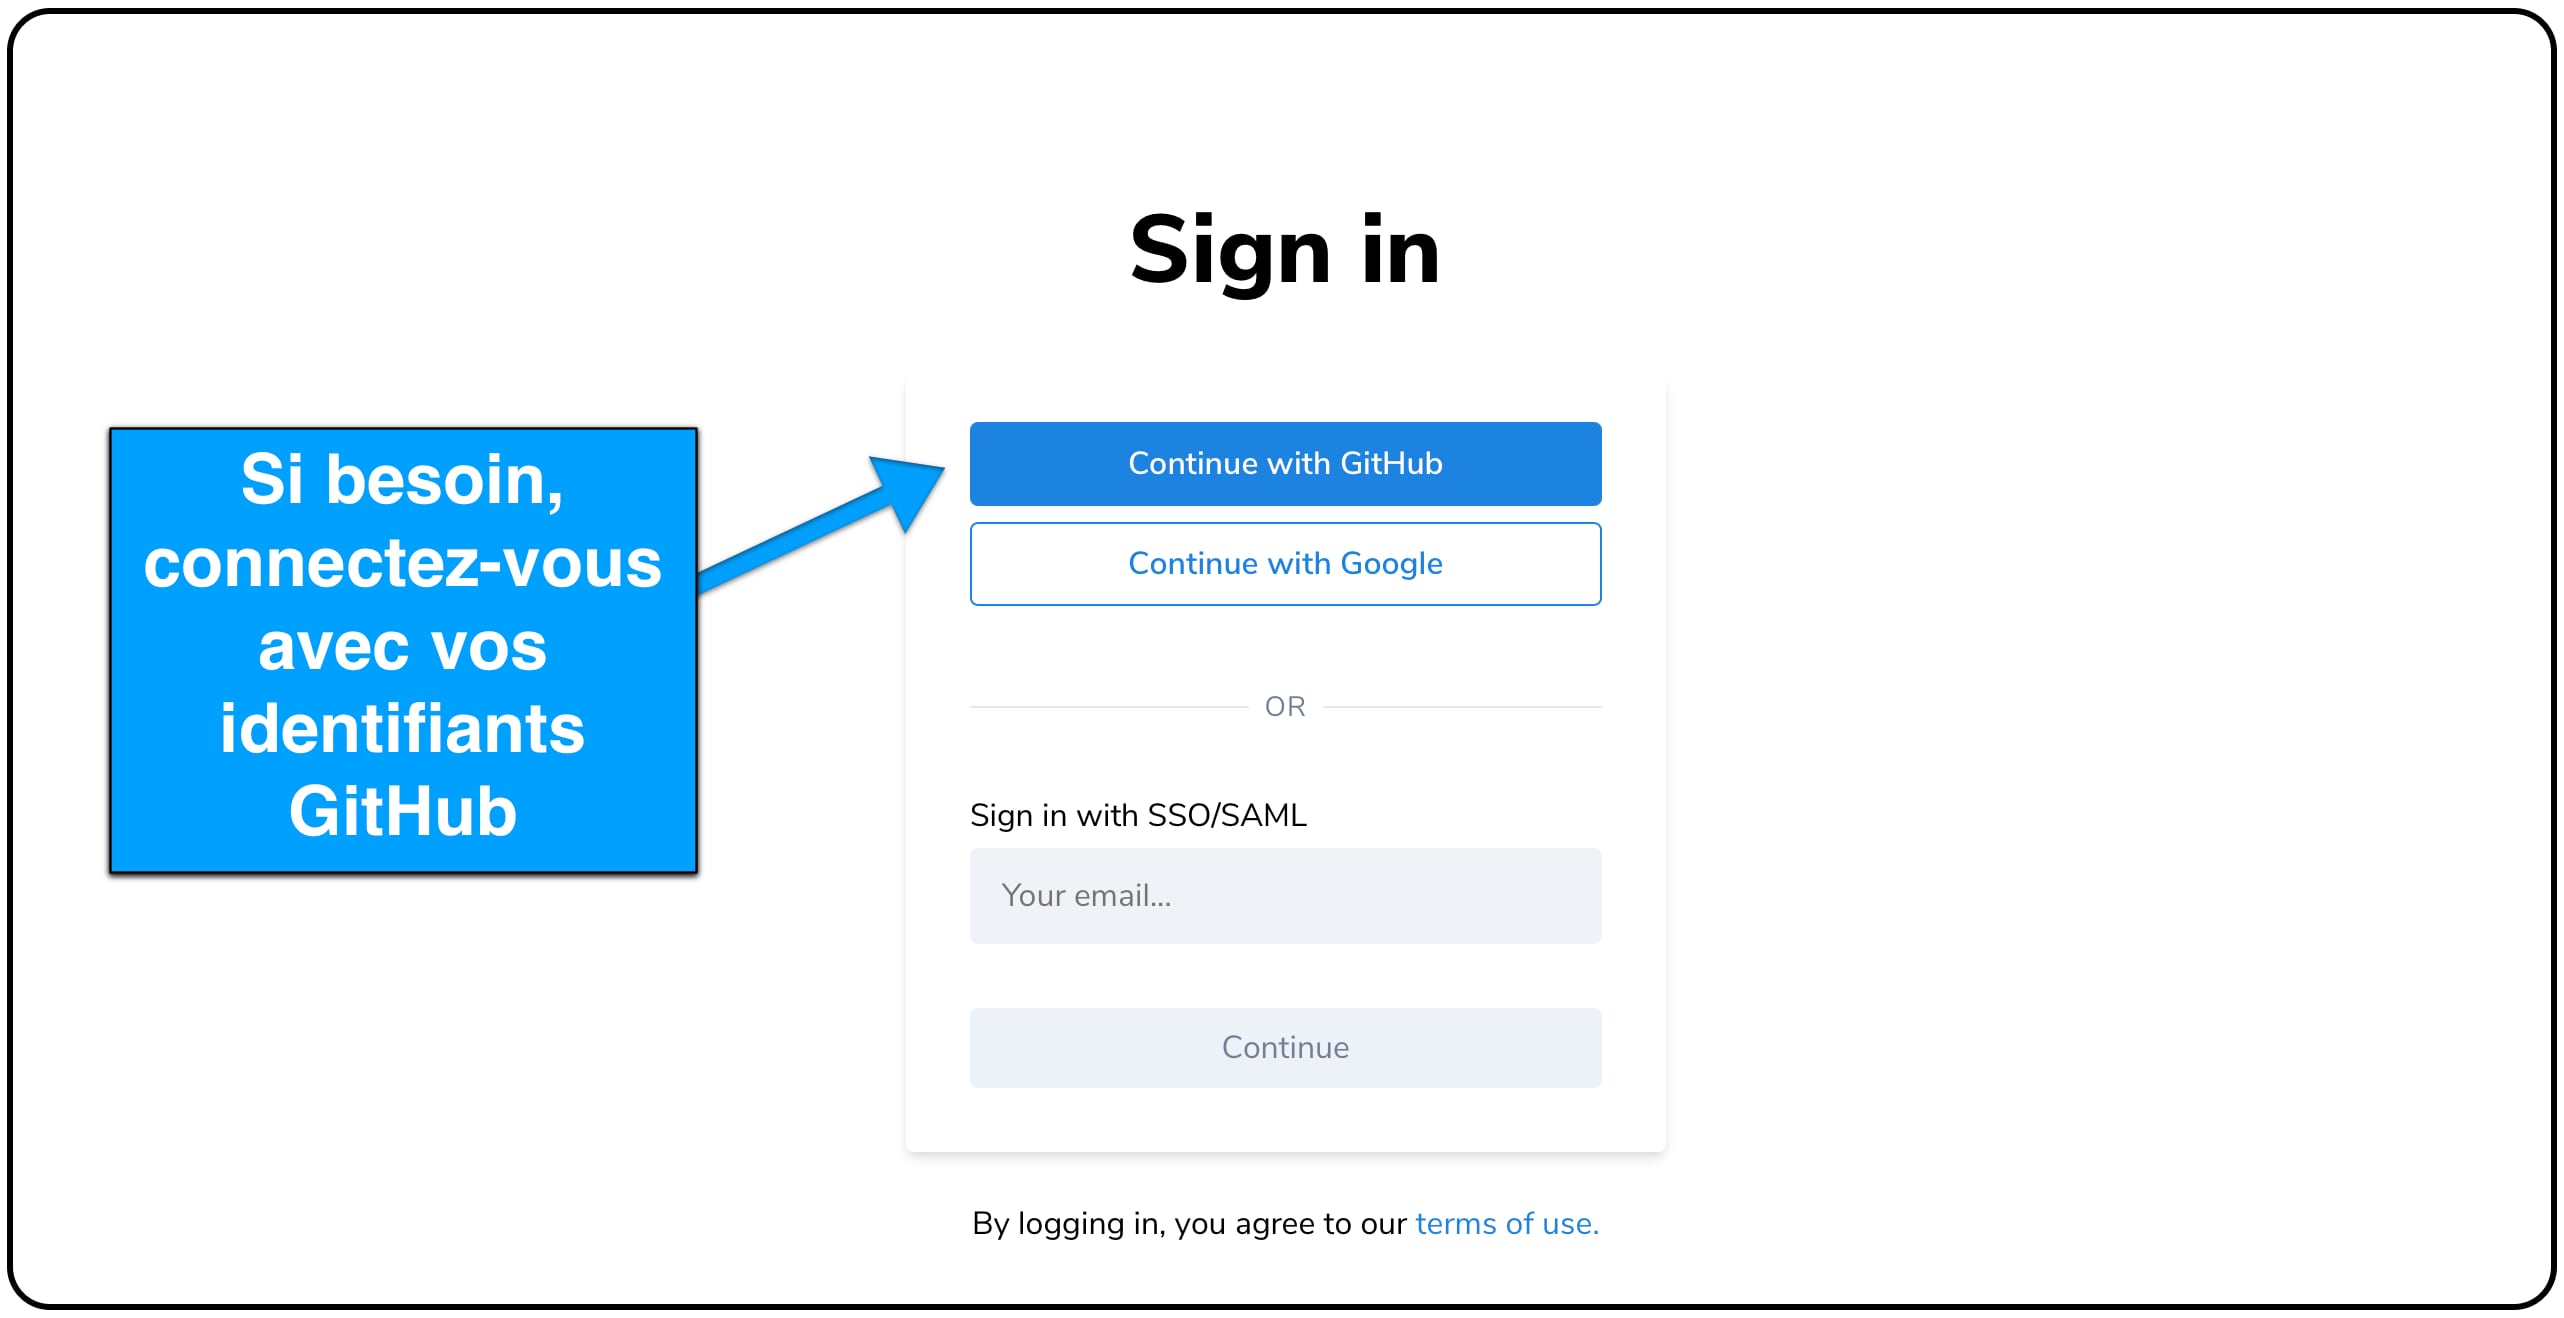 Sign in
Si besoin,
connectez-vous
avec vos
identifiants
GitHub
Continue with GitHub
Continue with Google
OR
Sign in with SSO/SAML
Your email...
Continue
By logging in, you agree to our terms of use.